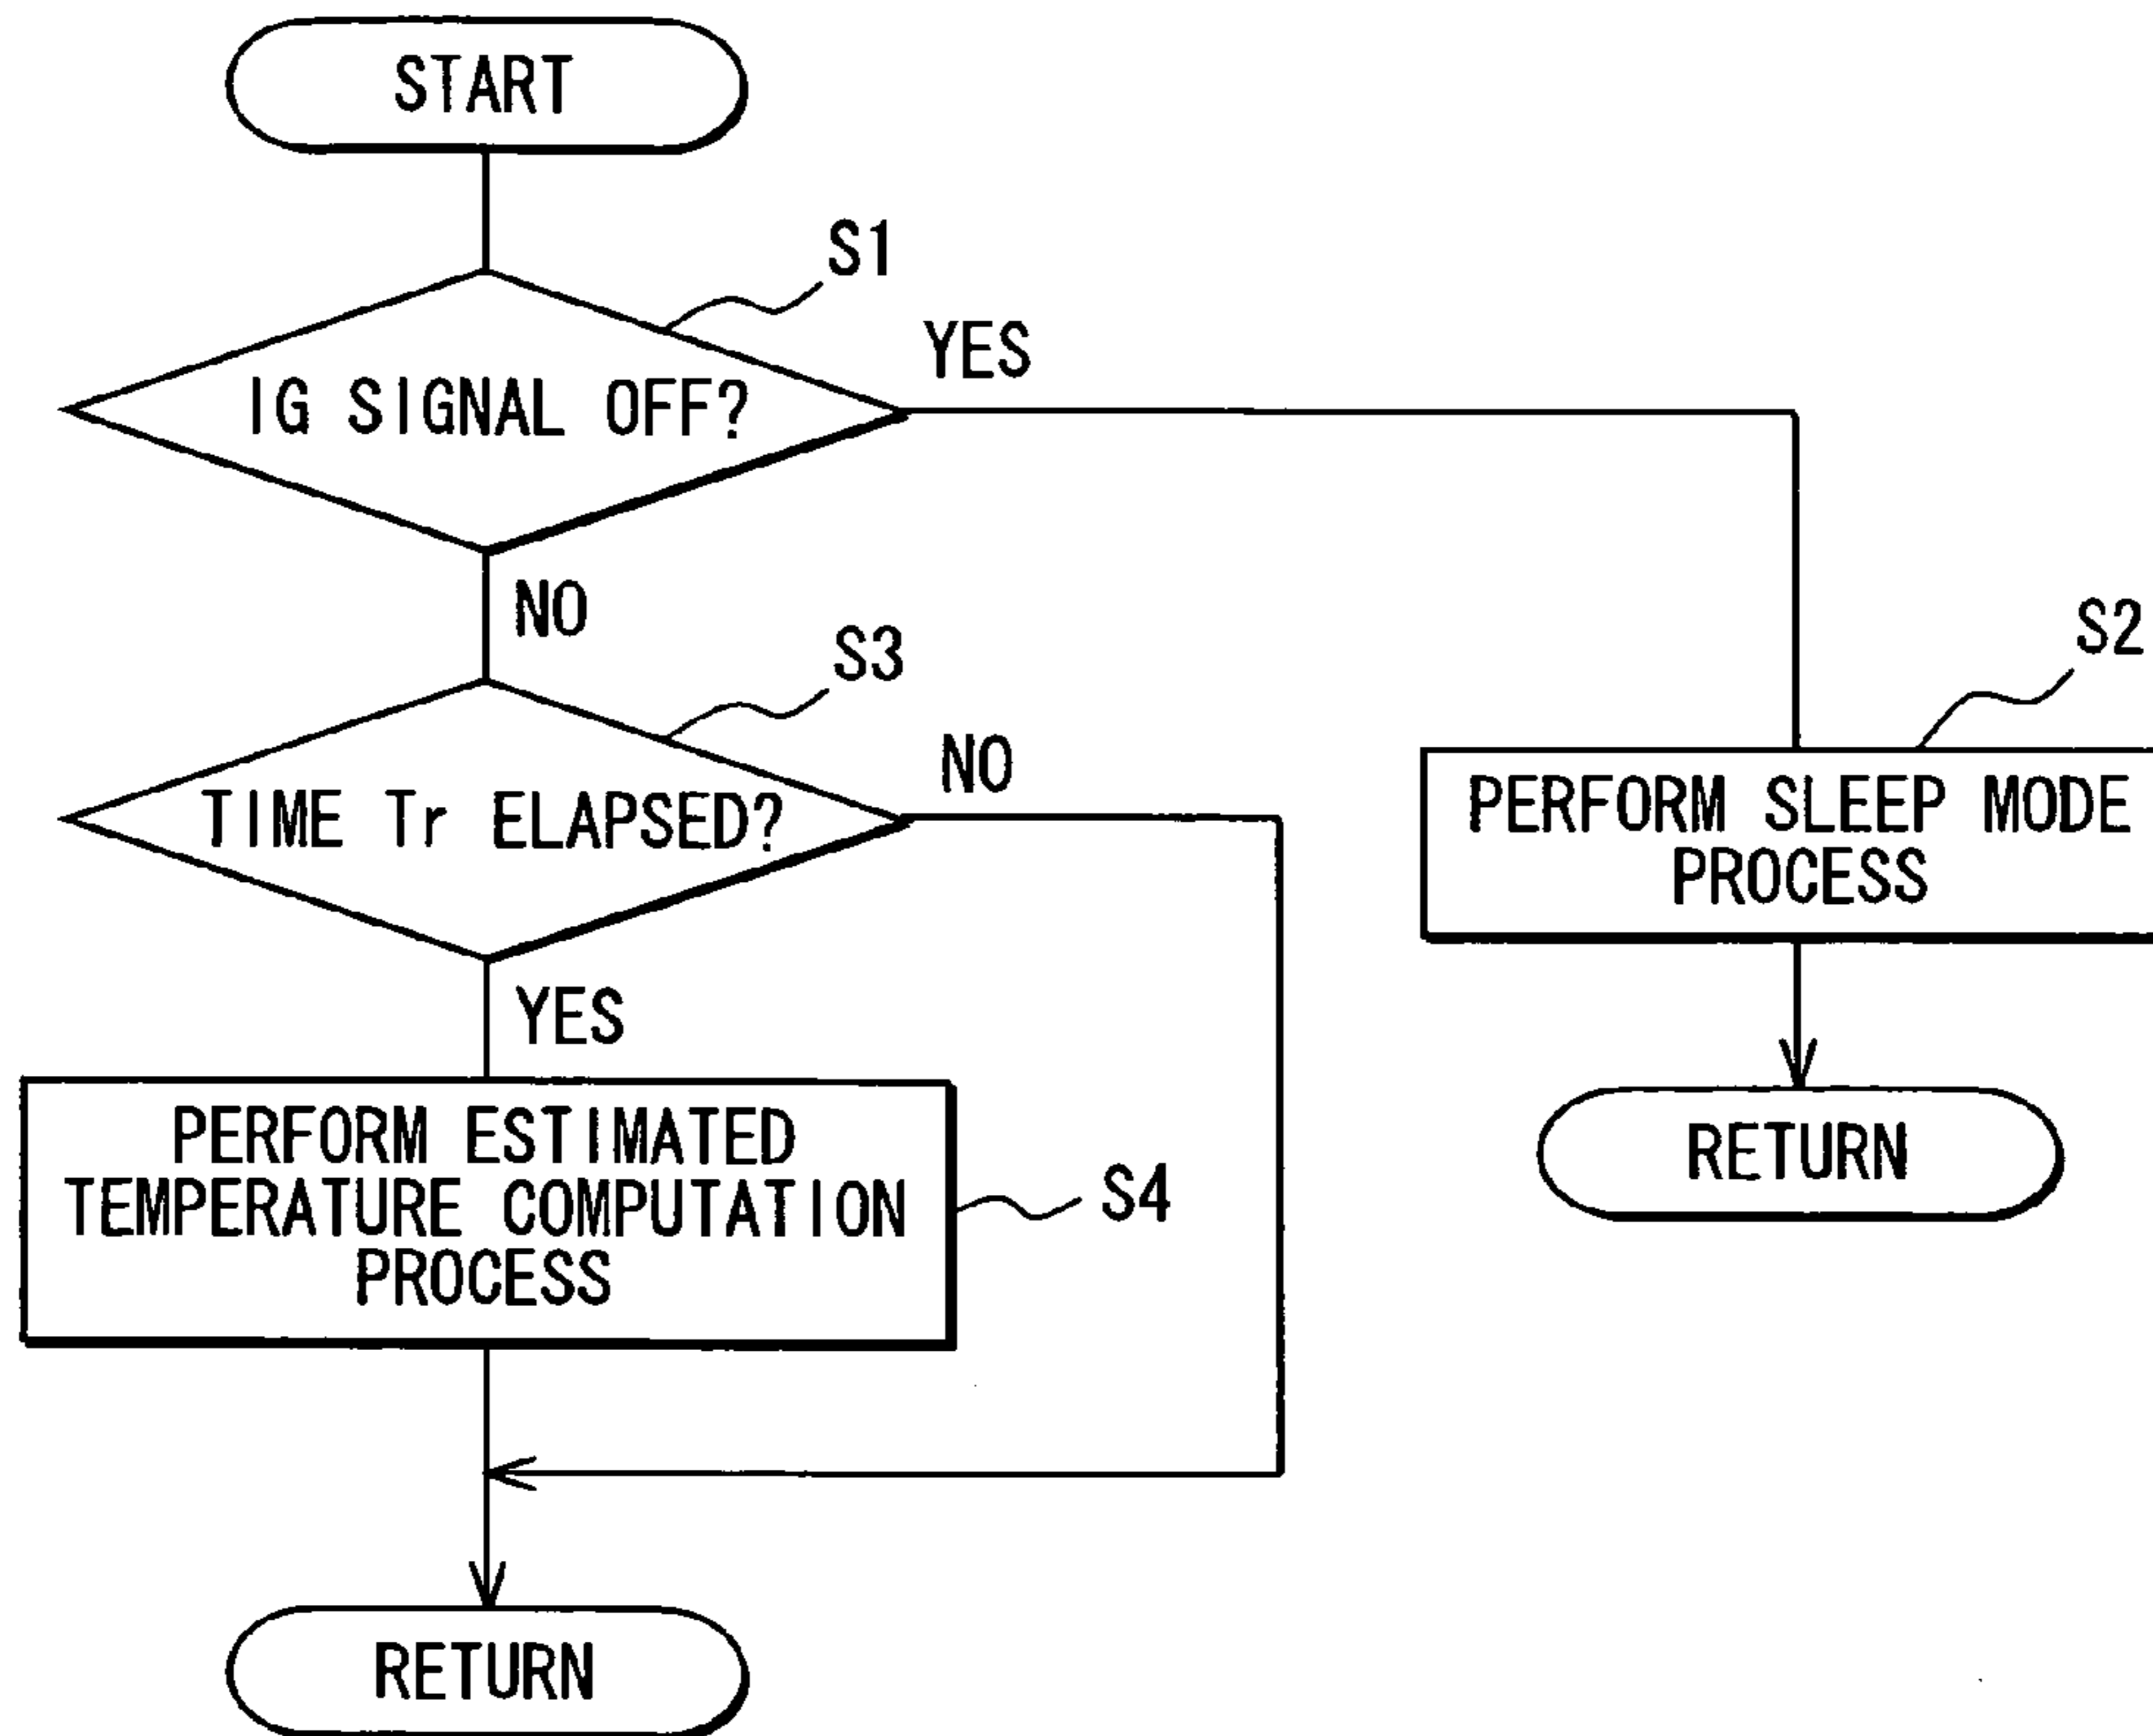 START
S1
YES
IG SIGNAL OFF?
NO
S3
S2
NO
TIME Tr ELAPSED?
PERFORM SLEEP MODE
PROCESS
YES
PERFORM ESTIMATED
TEMPERATURE COMPUTATION
PROCESS
S4
RETURN
RETURN